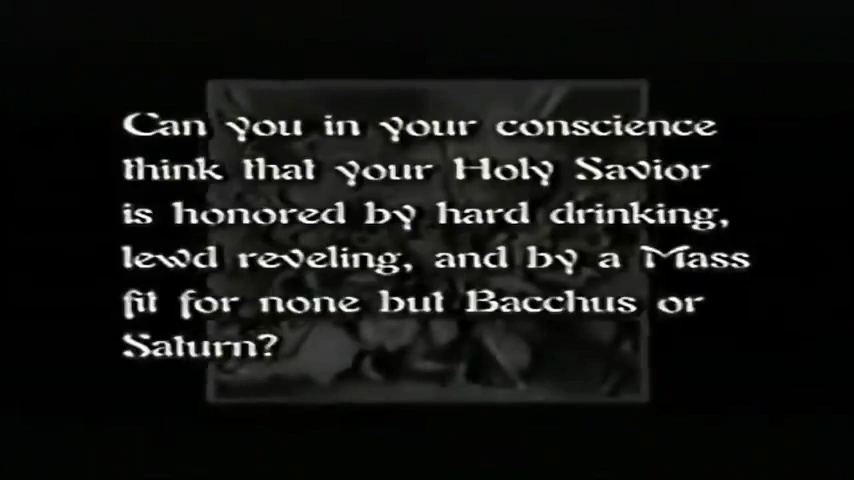 Can you in your conscience
think that your Holy Savior
is honored by hard drinking,
lewd reveling, and by a Mass
fit for none but Bacchus or
Saturn?